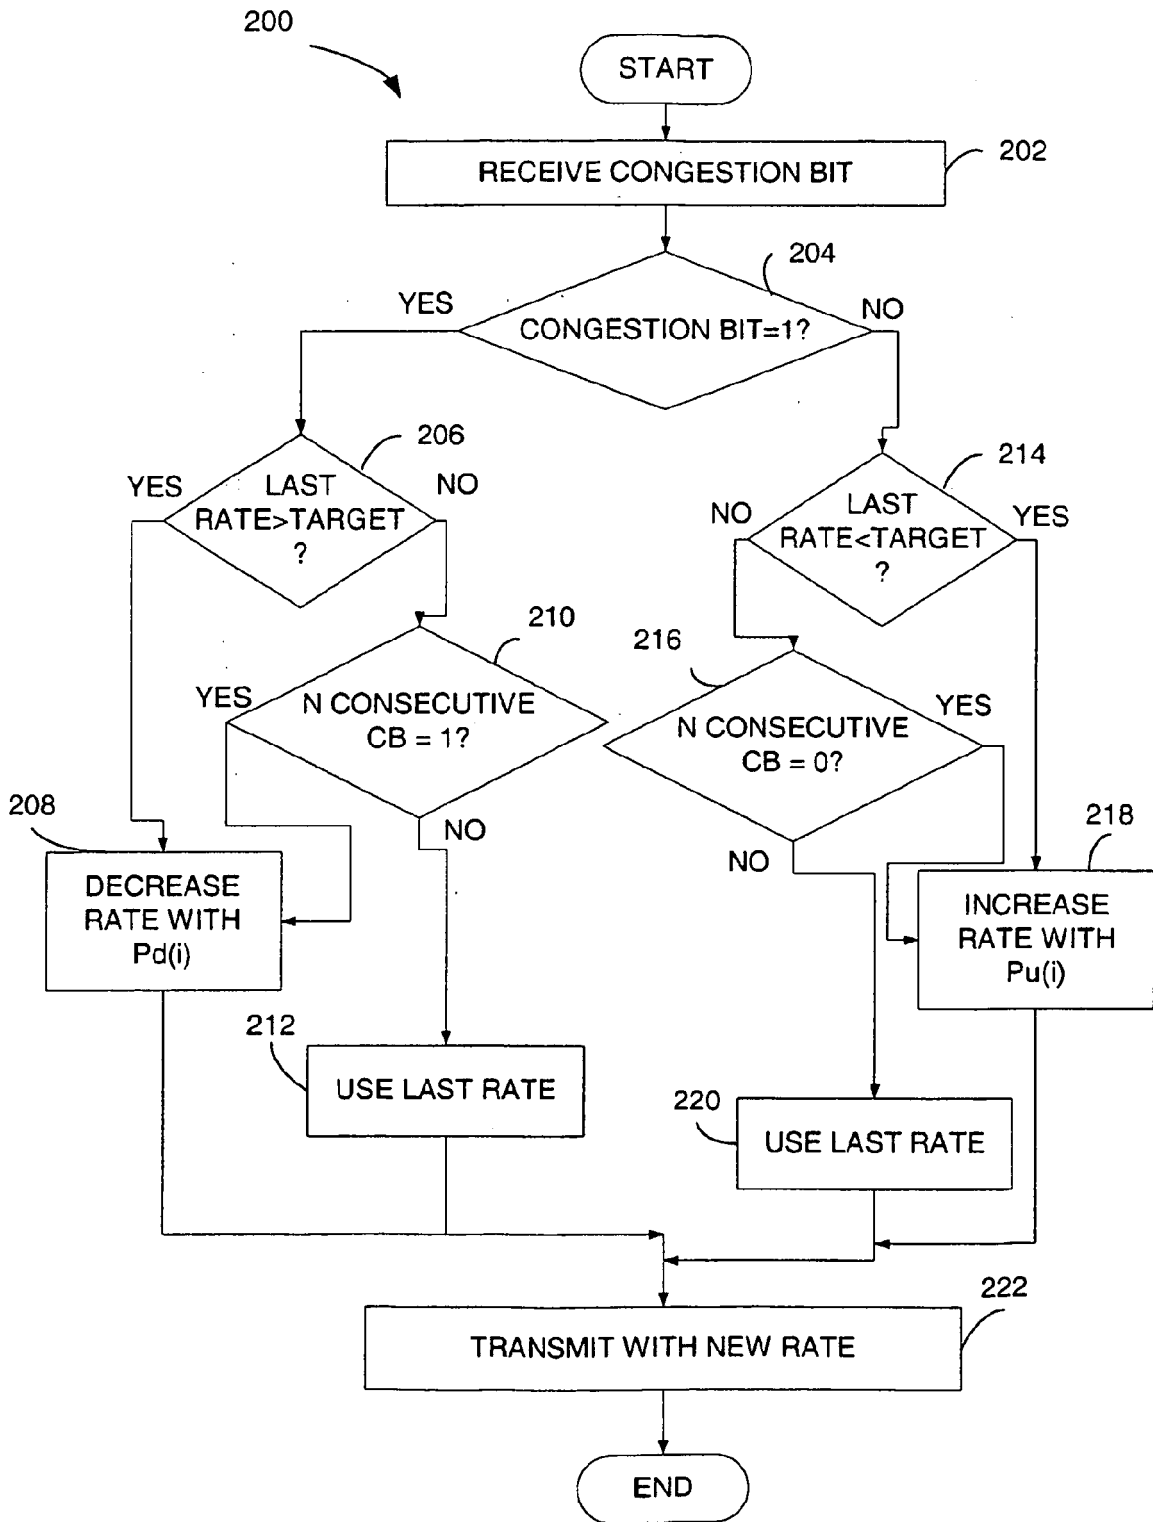 200
START
RECEIVE CONGESTION BIT
202
204
YES
CONGESTION BIT=1?
NO
206
YES
LAST
RATE>TARGET
?
NO
214
NO
LAST
RATE<TARGET
?
YES
210
YES
N CONSECUTIVE
CB = 1?
NO
216
N CONSECUTIVE
CB = 0?
YES
NO
208
DECREASE
RATE WITH
Pd(i)
218
INCREASE
RATE WITH
Pu(i)
212
USE LAST RATE
220
USE LAST RATE
222
TRANSMIT WITH NEW RATE
END